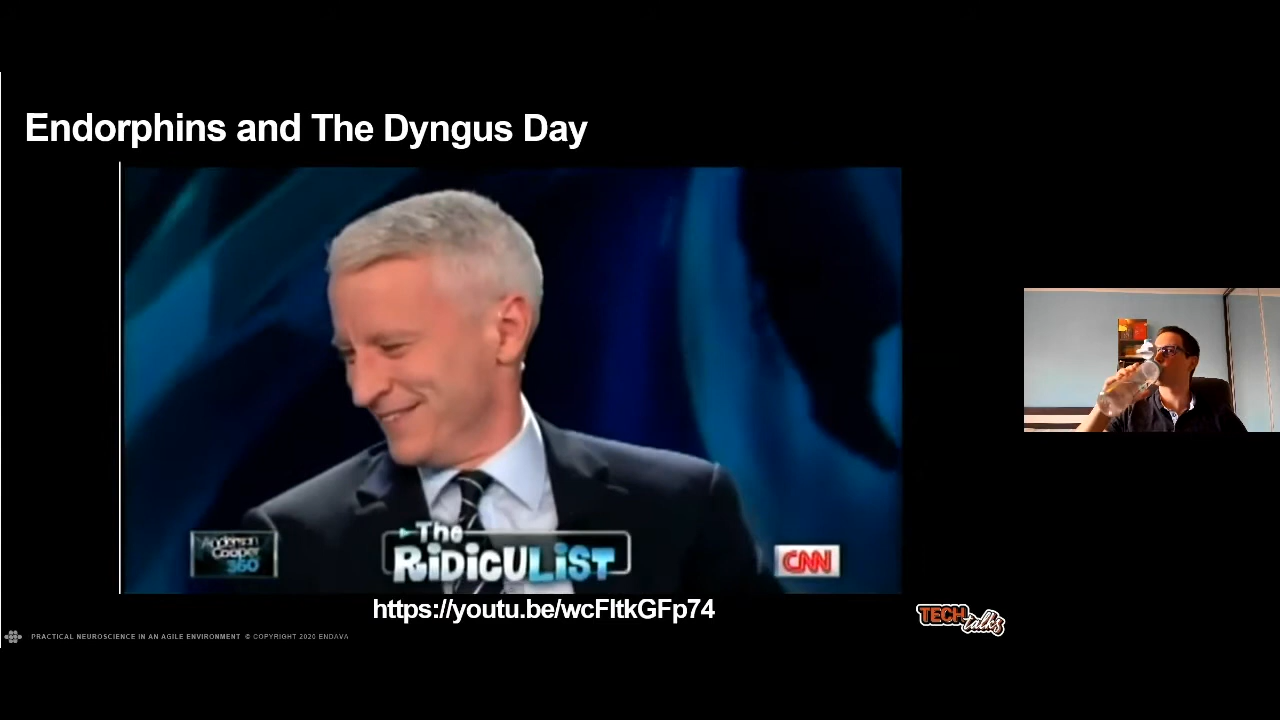 Endorphins and The Dyngus Day
Anderson
Cooper
360°
The
RidicuList
CNN
https://youtu.be/wcFltkGFp74
TECH
talks
PRACTICAL NEUROSCIENCE IN AN AGILE ENVIRONMENT © COPYRIGHT 2020 ENDAVA